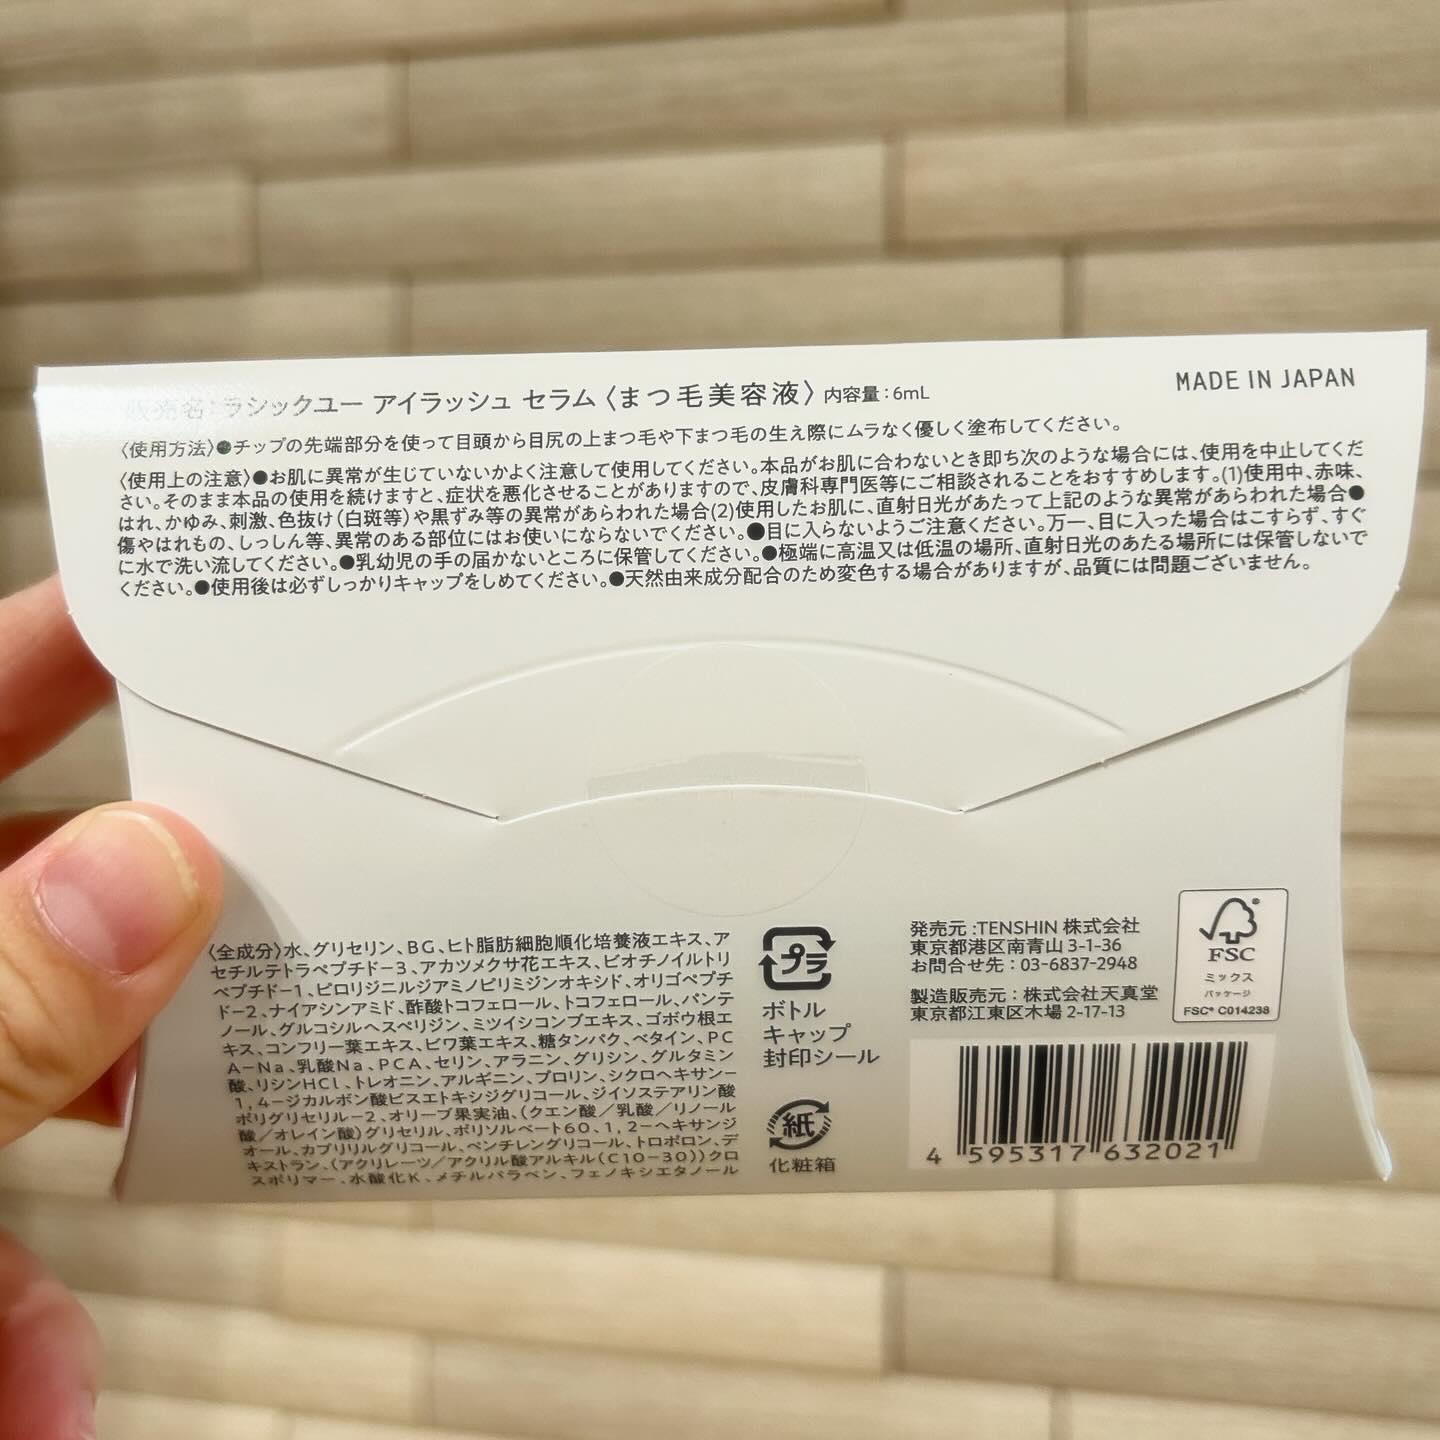 販売名：ラシックユー アイラッシュ セラム〈まつ毛美容液〉内容量：6mL
MADE IN JAPAN
〈使用方法〉●チップの先端部分を使って目頭から目尻の上まつ毛や下まつ毛の生え際にムラなく優しく塗布してください。
〈使用上の注意〉●お肌に異常が生じていないかよく注意して使用してください。本品がお肌に合わないとき即ち次のような場合には、使用を中止してくだ
さい。そのまま本品の使用を続けますと、症状を悪化させることがありますので、皮膚科専門医等にご相談されることをおすすめします。(1)使用中、赤味、
はれ、かゆみ、刺激、色抜け(白斑等)や黒ずみ等の異常があらわれた場合(2)使用したお肌に、直射日光があたって上記のような異常があらわれた場合●
傷やはれもの、しっしん等、異常のある部位にはお使いにならないでください。●目に入らないようご注意ください。万一、目に入った場合はこすらず、すぐ
に水で洗い流してください。●乳幼児の手の届かないところに保管してください。●極端に高温又は低温の場所、直射日光のあたる場所には保管しないで
ください。●使用後は必ずしっかりキャップをしめてください。●天然由来成分配合のため変色する場合がありますが、品質には問題ございません。
〈全成分〉水、グリセリン、BG、ヒト脂肪細胞順化培養液エキス、ア
セチルテトラペプチド-3、アカツメクサ花エキス、ビオチノイルトリ
ペプチド-1、ピロリジニルジアミノピリミジンオキシド、オリゴペプチ
ド-2、ナイアシンアミド、酢酸トコフェロール、トコフェロール、パンテ
ノール、グルコシルヘスペリジン、ミツイシコンブエキス、ゴボウ根エ
キス、コンフリー葉エキス、ビワ葉エキス、糖タンパク、ベタイン、PC
A-Na、乳酸Na、PCA、セリン、アラニン、グリシン、グルタミン
酸、リシンHCl、トレオニン、アルギニン、プロリン、シクロヘキサン-
1,4-ジカルボン酸ビスエトキシジグリコール、ジイソステアリン酸
ポリグリセリル-2、オリーブ果実油、(クエン酸/乳酸/リノール
酸/オレイン酸)グリセリル、ポリソルベート60、1,2-ヘキサンジ
オール、カプリリルグリコール、ペンチレングリコール、トロポロン、デ
キストラン、(アクリレーツ/アクリル酸アルキル(C10-30))クロ
スポリマー、水酸化K、メチルパラベン、フェノキシエタノール
プラ
ボトル
キャップ
封印シール
紙
化粧箱
発売元:TENSHIN 株式会社
東京都港区南青山 3-1-36
お問合せ先：03-6837-2948
製造販売元：株式会社天真堂
東京都江東区木場 2-17-13
FSC
ミックス
パッケージ
FSC® C014238
4 595317 632021